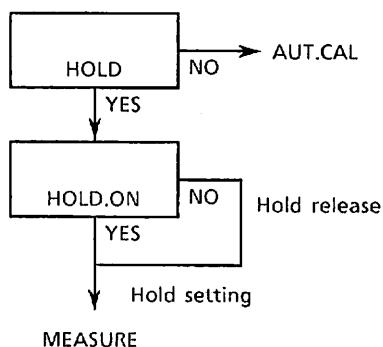 HOLD
NO
AUT.CAL
YES
HOLD.ON
NO
Hold release
YES
Hold setting
MEASURE